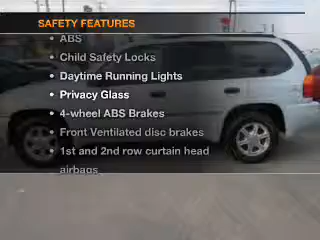 SAFETY FEATURES
• ABS
• Child Safety Locks
• Daytime Running Lights
• Privacy Glass
• 4-wheel ABS Brakes
• Front Ventilated disc brakes
• 1st and 2nd row curtain head
airbags